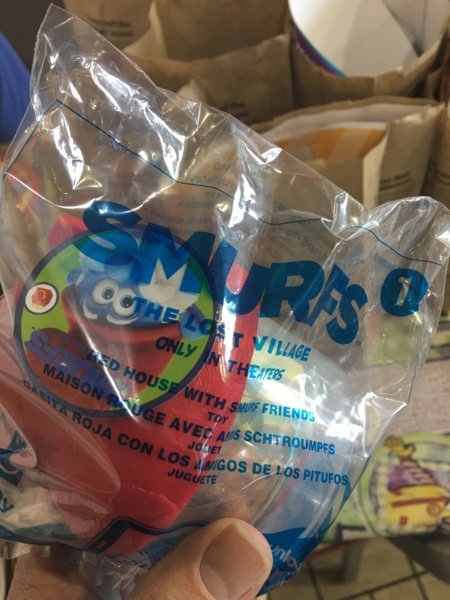 SMURFS
0
THE LOST VILLAGE
ONLY IN THEATERS
RED HOUSE WITH SMURF FRIENDS
TOY
MAISON ROUGE AVEC AMIS SCHTROUMPFS
JOUET
CASITA ROJA CON LOS AMIGOS DE LOS PITUFOS
JUGUETE